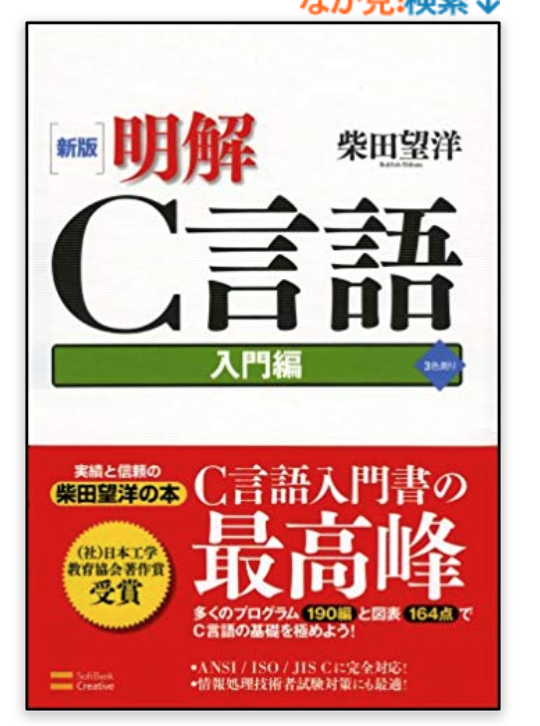 なか見!検索↓
[新版]明解
柴田望洋
C言語
入門編
3色刷り
実績と信頼の
柴田望洋の本
C言語入門書の
最高峰
(社)日本工学
教育協会著作賞
受賞
多くのプログラム 190編 と図表 164点 で
C言語の基礎を極めよう!
•ANSI / ISO / JIS Cに完全対応!
•情報処理技術者試験対策にも最適!
SoftBank
Creative